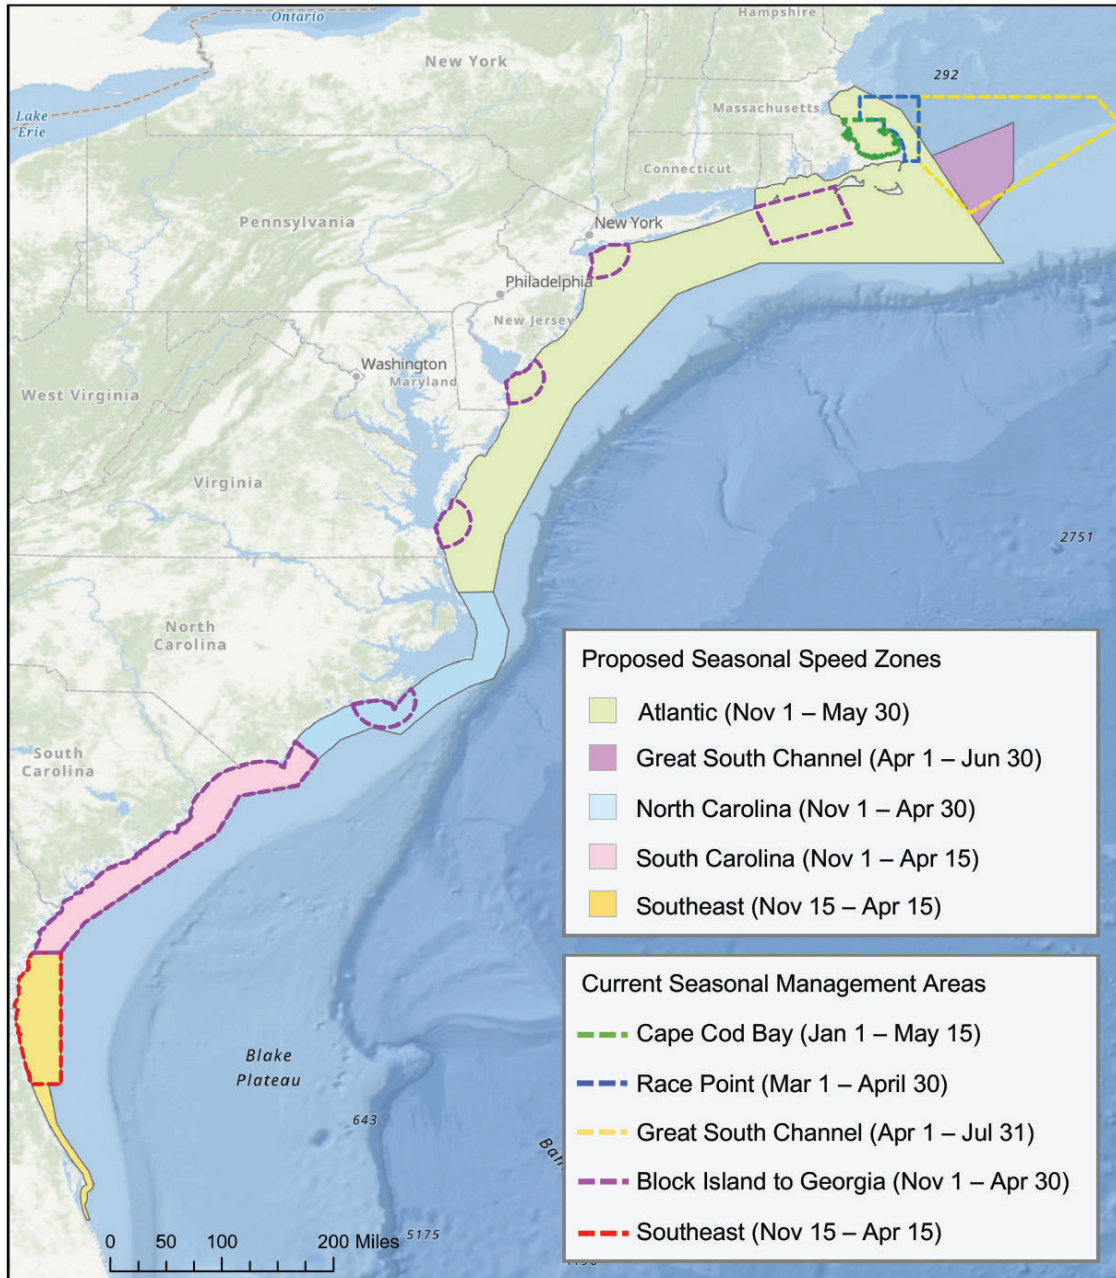 Hampshire
Ontario
New York
292
Massachusetts
Lake
Erie
Connecticut
Pennsylvania
New York
Philadelphia
New Jersey
Washington
Maryland
West Virginia
Virginia
2751
North
Carolina
South
Carolina
Proposed Seasonal Speed Zones
Atlantic (Nov 1 – May 30)
Great South Channel (Apr 1 – Jun 30)
North Carolina (Nov 1 – Apr 30)
South Carolina (Nov 1 – Apr 15)
Southeast (Nov 15 – Apr 15)
Current Seasonal Management Areas
Cape Cod Bay (Jan 1 – May 15)
Race Point (Mar 1 – April 30)
Great South Channel (Apr 1 – Jul 31)
Block Island to Georgia (Nov 1 – Apr 30)
Southeast (Nov 15 – Apr 15)
Blake
Plateau
643
5175
0 50 100 200 Miles